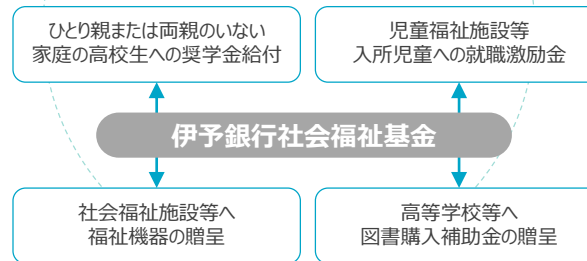 ひとり親または両親のいない
家庭の高校生への奨学金給付
児童福祉施設等
入所児童への就職激励金
伊予銀行社会福祉基金
社会福祉施設等へ
福祉機器の贈呈
高等学校等へ
図書購入補助金の贈呈